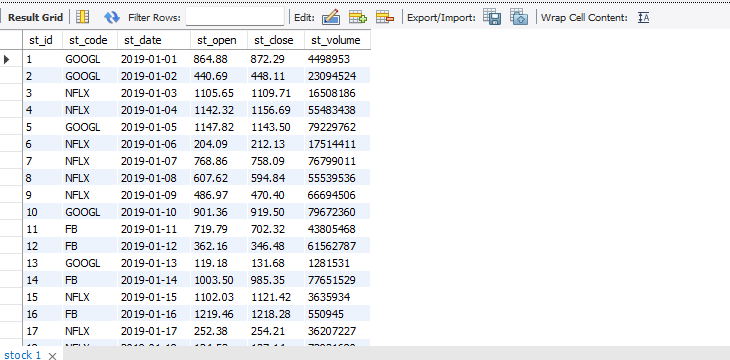 Result Grid Filter Rows: Edit: Export/Import: Wrap Cell Content: IA
st_id st_code st_date st_open st_close st_volume
1 GOOGL 2019-01-01 864.88 872.29 4498953
2 GOOGL 2019-01-02 440.69 448.11 23094524
3 NFLX 2019-01-03 1105.65 1109.71 16508186
4 NFLX 2019-01-04 1142.32 1156.69 55483438
5 GOOGL 2019-01-05 1147.82 1143.50 79229762
6 NFLX 2019-01-06 204.09 212.13 17514411
7 NFLX 2019-01-07 768.86 758.09 76799011
8 NFLX 2019-01-08 607.62 594.84 55539536
9 NFLX 2019-01-09 486.97 470.40 66694506
10 GOOGL 2019-01-10 901.36 919.50 79672360
11 FB 2019-01-11 719.79 702.32 43805468
12 FB 2019-01-12 362.16 346.48 61562787
13 GOOGL 2019-01-13 119.18 131.68 1281531
14 FB 2019-01-14 1003.50 985.35 77651529
15 NFLX 2019-01-15 1102.03 1121.42 3635934
16 FB 2019-01-16 1219.46 1218.28 550945
17 NFLX 2019-01-17 252.38 254.21 36207227
stock 1